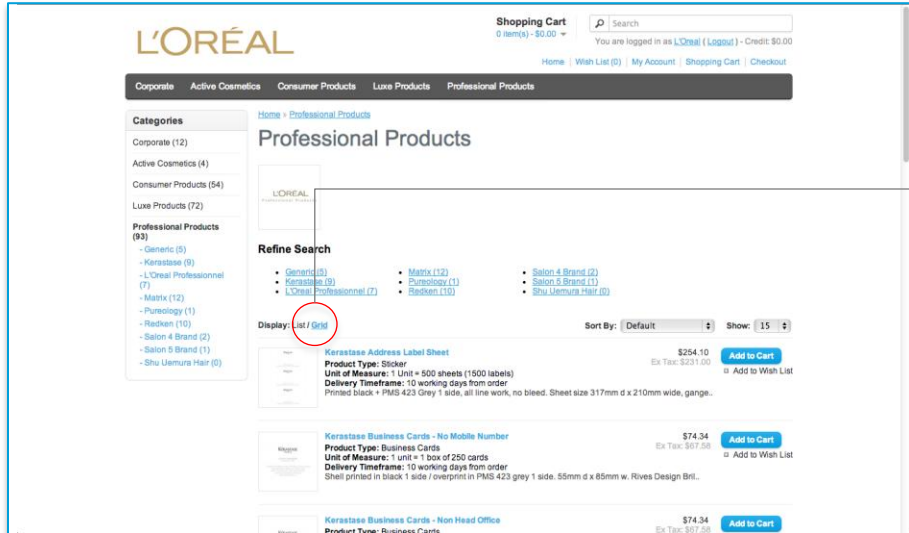 L'ORÉAL
Shopping Cart
0 item(s) - $0.00
Search
You are logged in as L'Oreal ( Logout ) - Credit: $0.00
Home | Wish List (0) | My Account | Shopping Cart | Checkout
Corporate Active Cosmetics Consumer Products Luxe Products Professional Products
Categories
Corporate (12)
Active Cosmetics (4)
Consumer Products (54)
Luxe Products (72)
Professional Products
(93)
- Generic (5)
- Kerastase (9)
- L'Oreal Professionnel
(7)
- Matrix (12)
- Pureology (1)
- Redken (10)
- Salon 4 Brand (2)
- Salon 5 Brand (1)
- Shu Uemura Hair (0)
Home » Professional Products
Professional Products
L'ORÉAL
Professional Products
Refine Search
Generic (5)
Kerastase (9)
L'Oreal Professionnel (7)
Matrix (12)
Pureology (1)
Redken (10)
Salon 4 Brand (2)
Salon 5 Brand (1)
Shu Uemura Hair (0)
Display: List / Grid
Sort By: Default
Show: 15
Kerastase Address Label Sheet
Product Type: Sticker
Unit of Measure: 1 Unit = 500 sheets (1500 labels)
Delivery Timeframe: 10 working days from order
Printed black + PMS 423 Grey 1 side, all line work, no bleed. Sheet size 317mm d x 210mm wide, gange..
$254.10
Ex Tax: $231.00
Add to Cart
Add to Wish List
Kerastase Business Cards - No Mobile Number
Product Type: Business Cards
Unit of Measure: 1 unit = 1 box of 250 cards
Delivery Timeframe: 10 working days from order
Shell printed in black 1 side / overprint in PMS 423 grey 1 side. 55mm d x 85mm w. Rives Design Bril..
$74.34
Ex Tax: $67.58
Add to Cart
Add to Wish List
Kerastase Business Cards - Non Head Office
Product Type: Business Cards
$74.34
Ex Tax: $67.58
Add to Cart